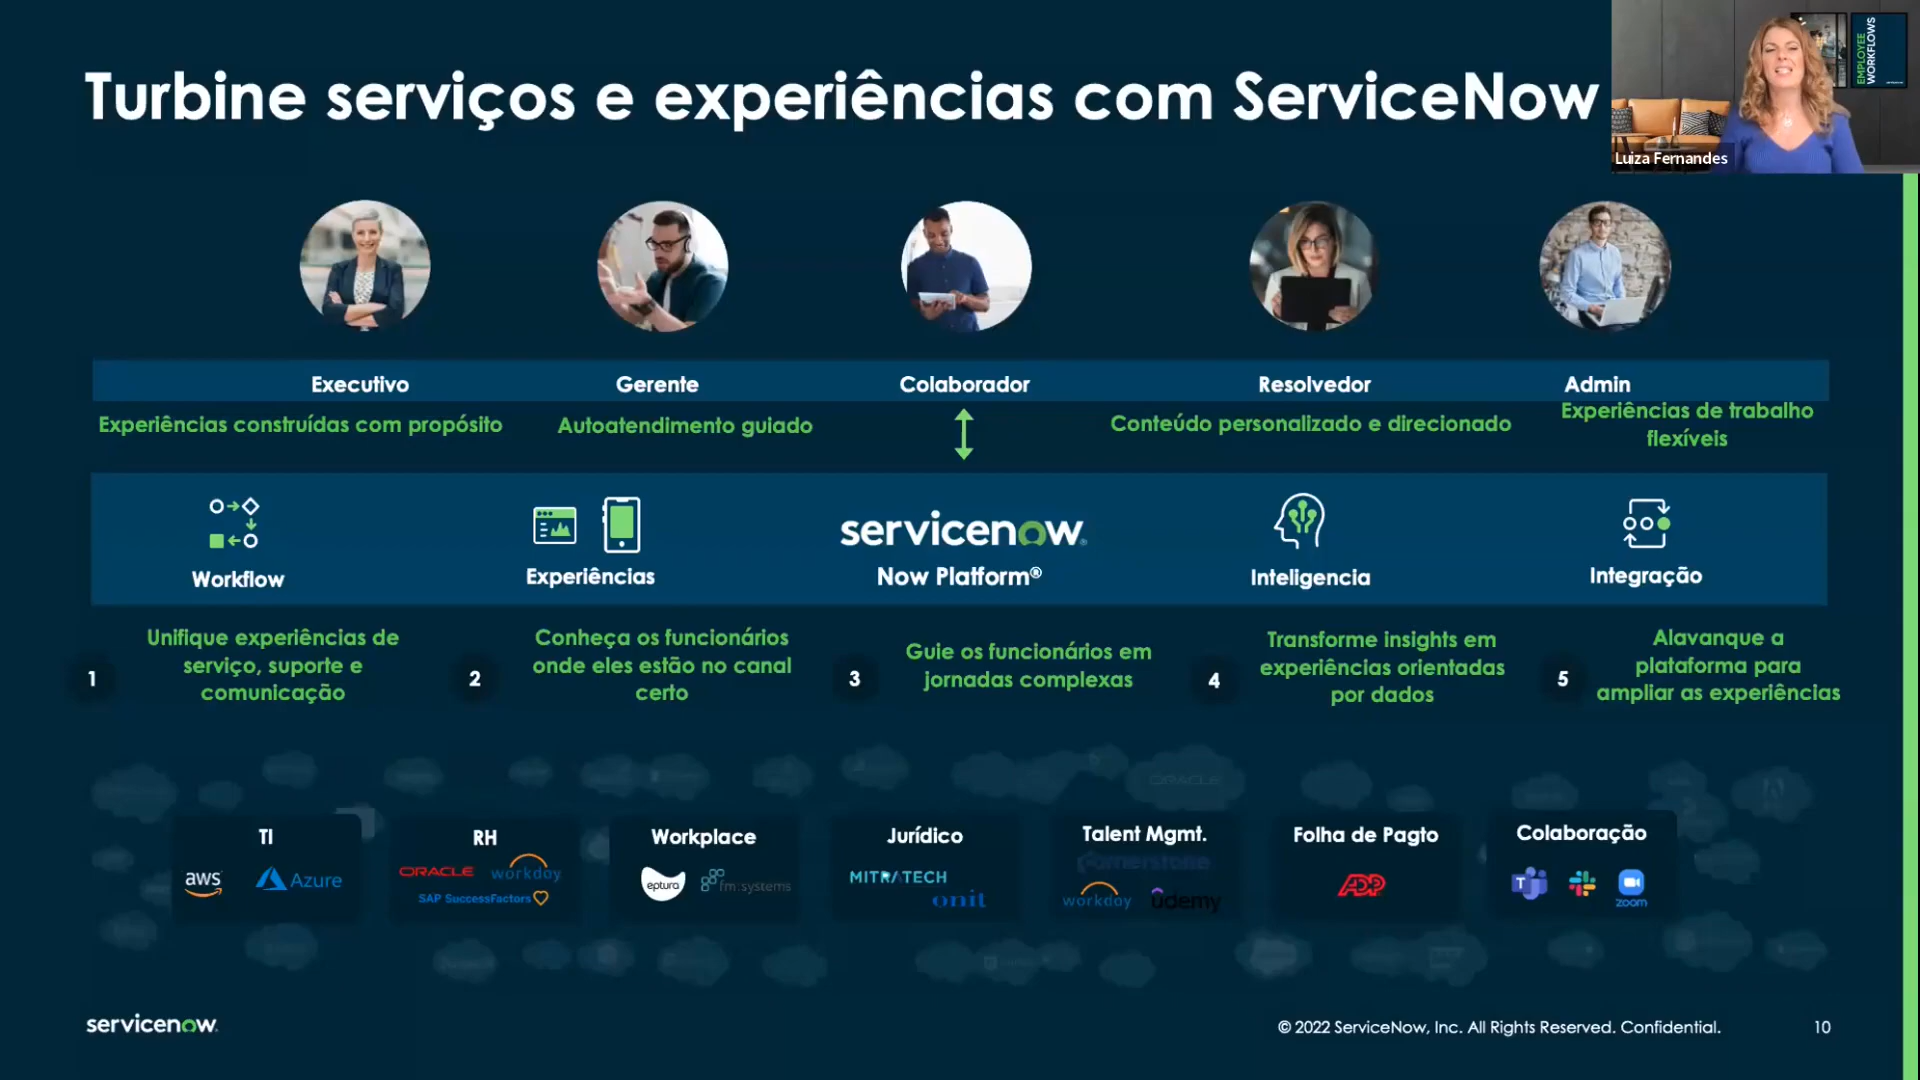 Turbine serviços e experiências com ServiceNow
EMPLOYEE
WORKFLOWS
Luiza Fernandes
Executivo
Gerente
Colaborador
Resolvedor
Admin
Experiências construídas com propósito
Autoatendimento guiado
Conteúdo personalizado e direcionado
Experiências de trabalho
flexíveis
Workflow
Experiências
servicenow®
Now Platform®
Inteligencia
Integração
1
Unifique experiências de
serviço, suporte e
comunicação
2
Conheça os funcionários
onde eles estão no canal
certo
3
Guie os funcionários em
jornadas complexas
4
Transforme insights em
experiências orientadas
por dados
5
Alavanque a
plataforma para
ampliar as experiências
ORACLE
TI
aws
Azure
RH
ORACLE
workday
SAP SuccessFactors
Workplace
eptura
fm:systems
Jurídico
MITRATECH
onit
Talent Mgmt.
cornerstone
workday
udemy
Folha de Pagto
ADP
Colaboração
T
zoom
servicenow
© 2022 ServiceNow, Inc. All Rights Reserved. Confidential.
10